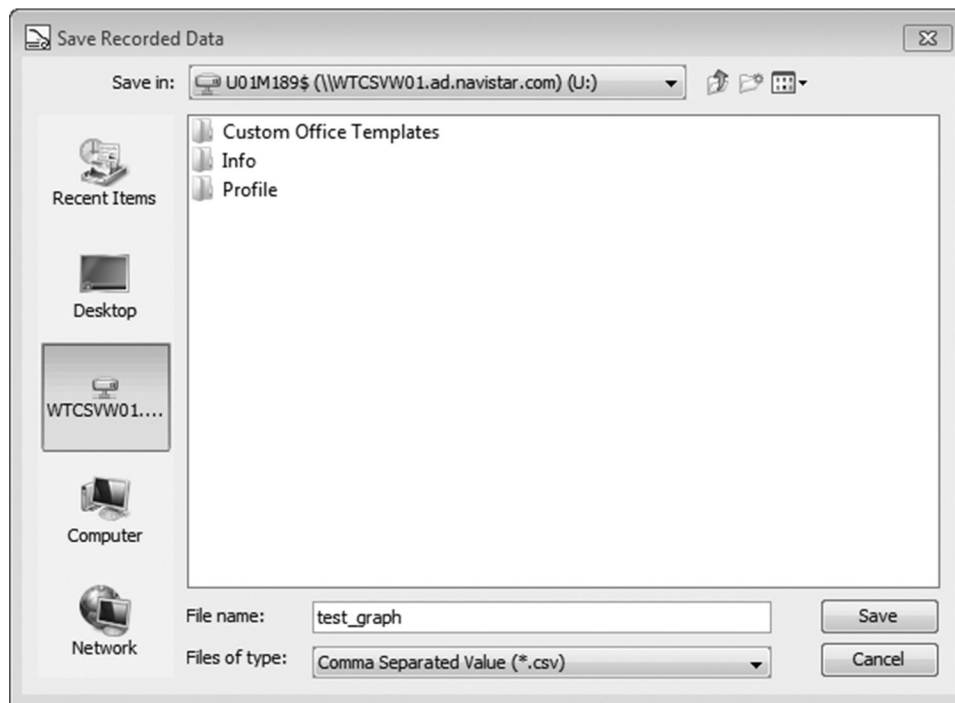 Save Recorded Data
Save in: U01M189$ (\\WTCSVW01.ad.navistar.com) (U:)
Custom Office Templates
Info
Profile
Recent Items
Desktop
WTCSVW01....
Computer
Network
File name: test_graph Save
Files of type: Comma Separated Value (*.csv) Cancel